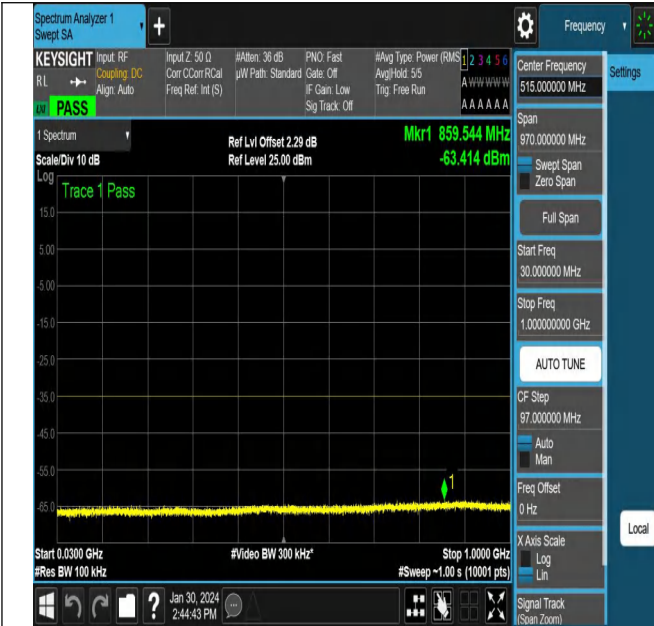 Spectrum Analyzer 1
Swept SA
Frequency
KEYSIGHT
RL
PASS
Input: RF
Coupling: DC
Align: Auto
Input Z: 50 Ω
Corr CCorr RCal
Freq Ref: Int (S)
#Atten: 36 dB
µW Path: Standard
PNO: Fast
Gate: Off
IF Gain: Low
Sig Track: Off
#Avg Type: Power (RMS
Avg|Hold: 5/5
Trig: Free Run
1 2 3 4 5 6
A W W W W W
A A A A A A
1 Spectrum
Scale/Div 10 dB
Ref Lvl Offset 2.29 dB
Ref Level 25.00 dBm
Mkr1 859.544 MHz
-63.414 dBm
Log
Trace 1 Pass
15.0
5.00
-5.00
-15.0
-25.0
-35.0
-45.0
-55.0
-65.0
1
Start 0.0300 GHz
#Res BW 100 kHz
#Video BW 300 kHz*
Stop 1.0000 GHz
#Sweep ~1.00 s (10001 pts)
?
Jan 30, 2024
2:44:43 PM
Center Frequency
515.000000 MHz
Span
970.000000 MHz
Swept Span
Zero Span
Full Span
Start Freq
30.000000 MHz
Stop Freq
1.000000000 GHz
AUTO TUNE
CF Step
97.000000 MHz
Auto
Man
Freq Offset
0 Hz
X Axis Scale
Log
Lin
Signal Track
(Span Zoom)
Settings
Local